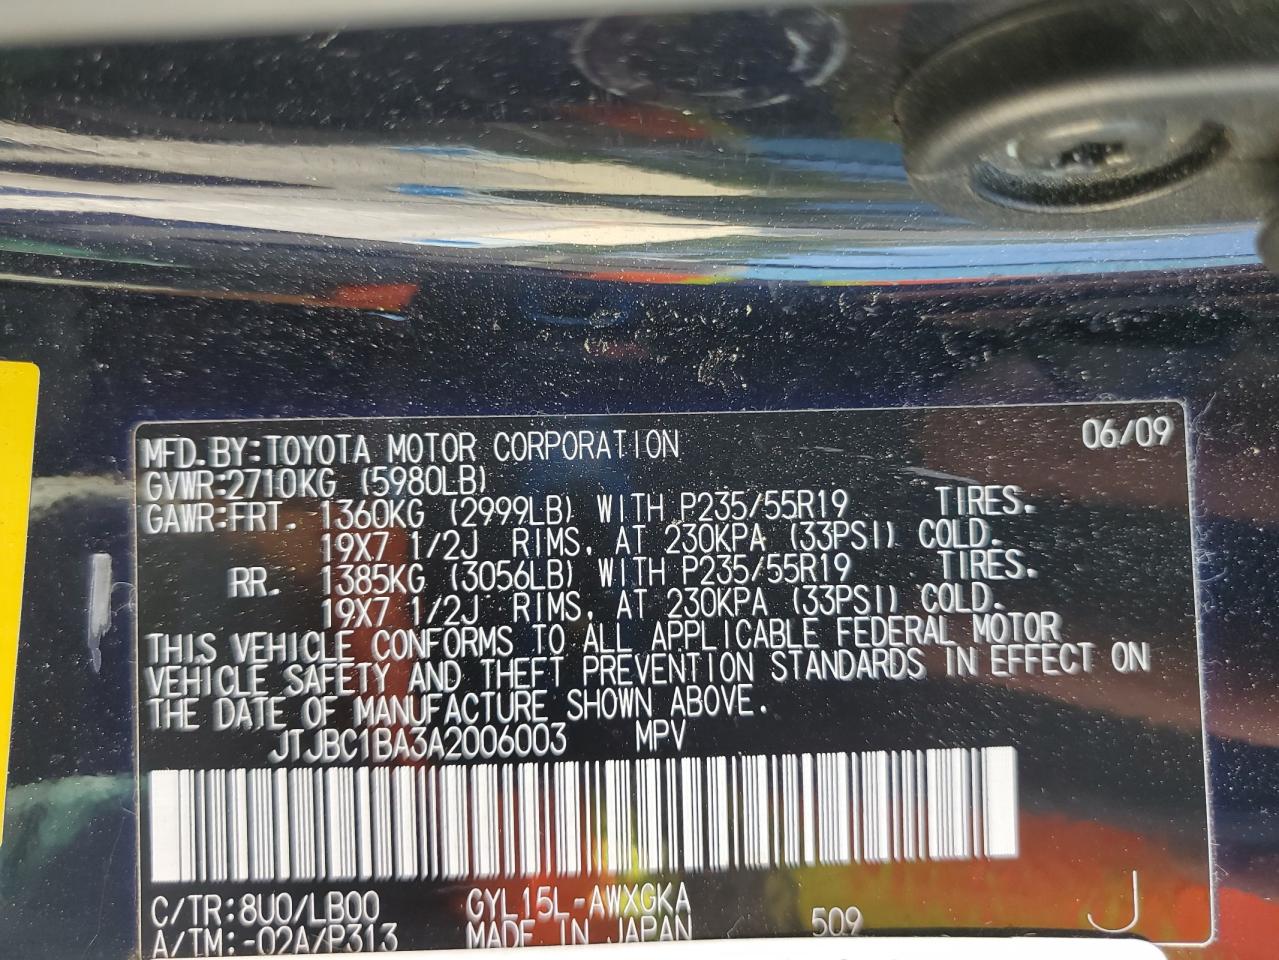 MFD.BY:TOYOTA MOTOR CORPORATION 06/09
GVWR:2710KG (5980LB)
GAWR:FRT. 1360KG (2999LB) WITH P235/55R19 TIRES.
19X7 1/2J RIMS, AT 230KPA (33PSI) COLD.
RR. 1385KG (3056LB) WITH P235/55R19 TIRES.
19X7 1/2J RIMS, AT 230KPA (33PSI) COLD.
THIS VEHICLE CONFORMS TO ALL APPLICABLE FEDERAL MOTOR
VEHICLE SAFETY AND THEFT PREVENTION STANDARDS IN EFFECT ON
THE DATE OF MANUFACTURE SHOWN ABOVE.
JTJBC1BA3A2006003 MPV
C/TR:8U0/LB00 GYL15L-AWXGKA J
A/TM:-02A/P313 MADE IN JAPAN 509